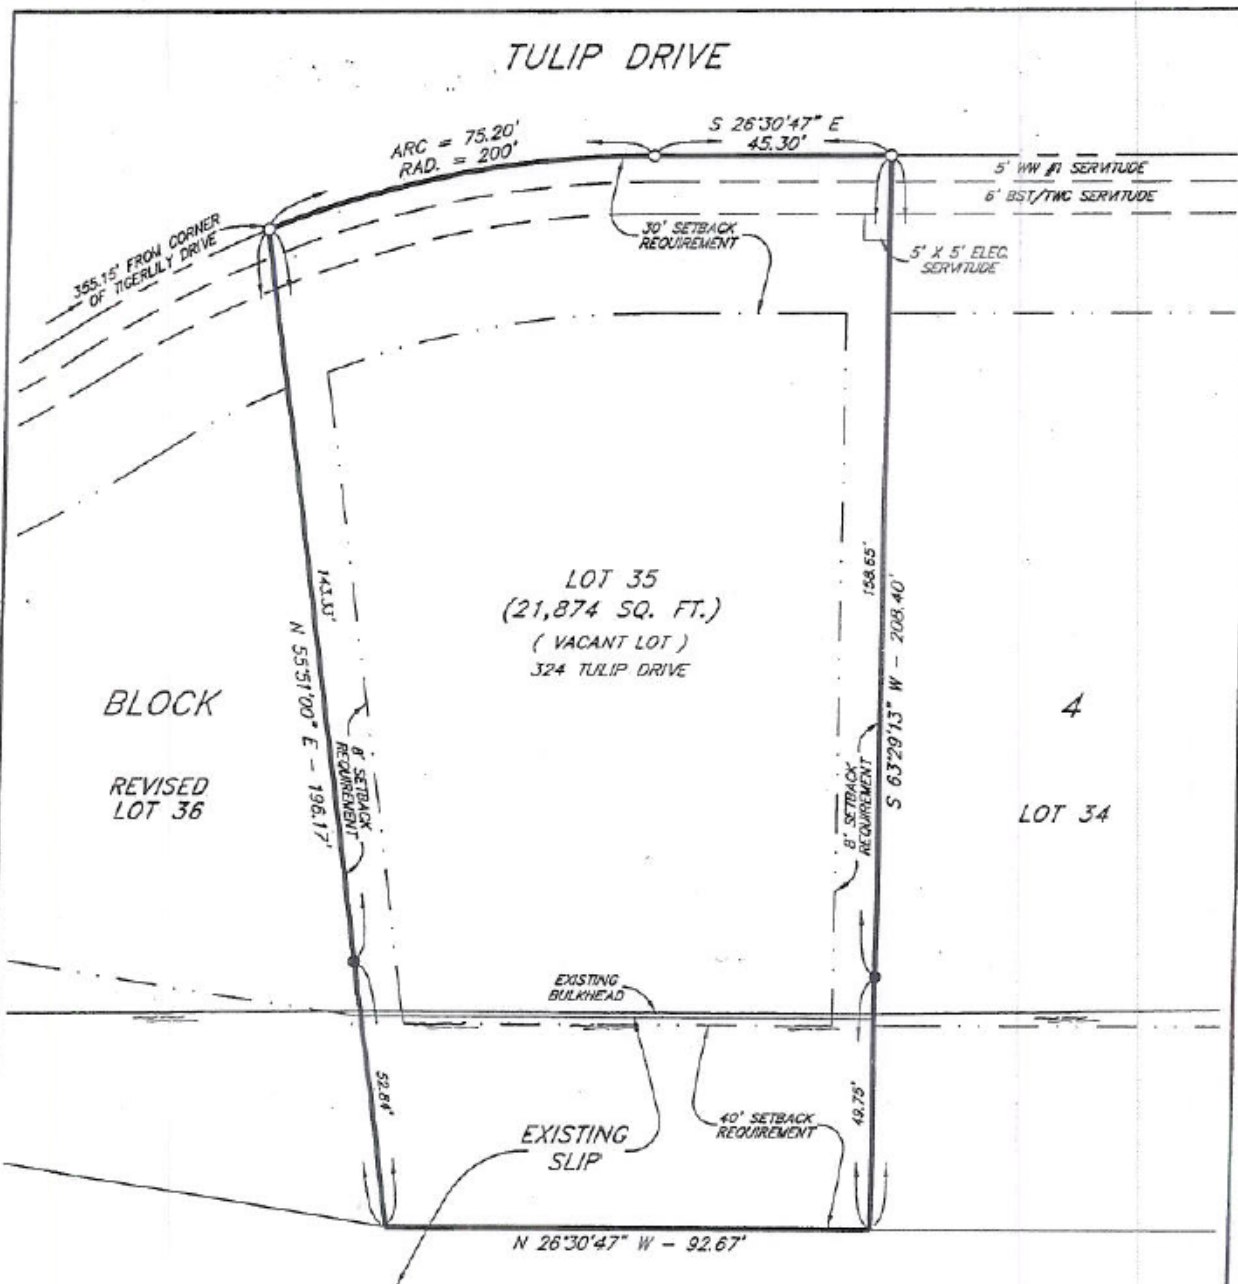 TULIP DRIVE
ARC = 75.20'
RAD. = 200'
S 26°30'47" E
45.30'
5' WW #1 SERVITUDE
6' BST/TWC SERVITUDE
355.15' FROM CORNER
OF TIGERLILY DRIVE
30' SETBACK
REQUIREMENT
5' X 5' ELEC.
SERVITUDE
143.33'
158.65'
LOT 35
(21,874 SQ. FT.)
( VACANT LOT )
324 TULIP DRIVE
N 55°51'00" E - 196.17'
S 63°29'13" W - 208.40'
BLOCK
4
REVISED
LOT 36
8' SETBACK
REQUIREMENT
8' SETBACK
REQUIREMENT
LOT 34
EXISTING
BULKHEAD
52.84'
49.75'
40' SETBACK
REQUIREMENT
EXISTING
SLIP
N 26°30'47" W - 92.67'